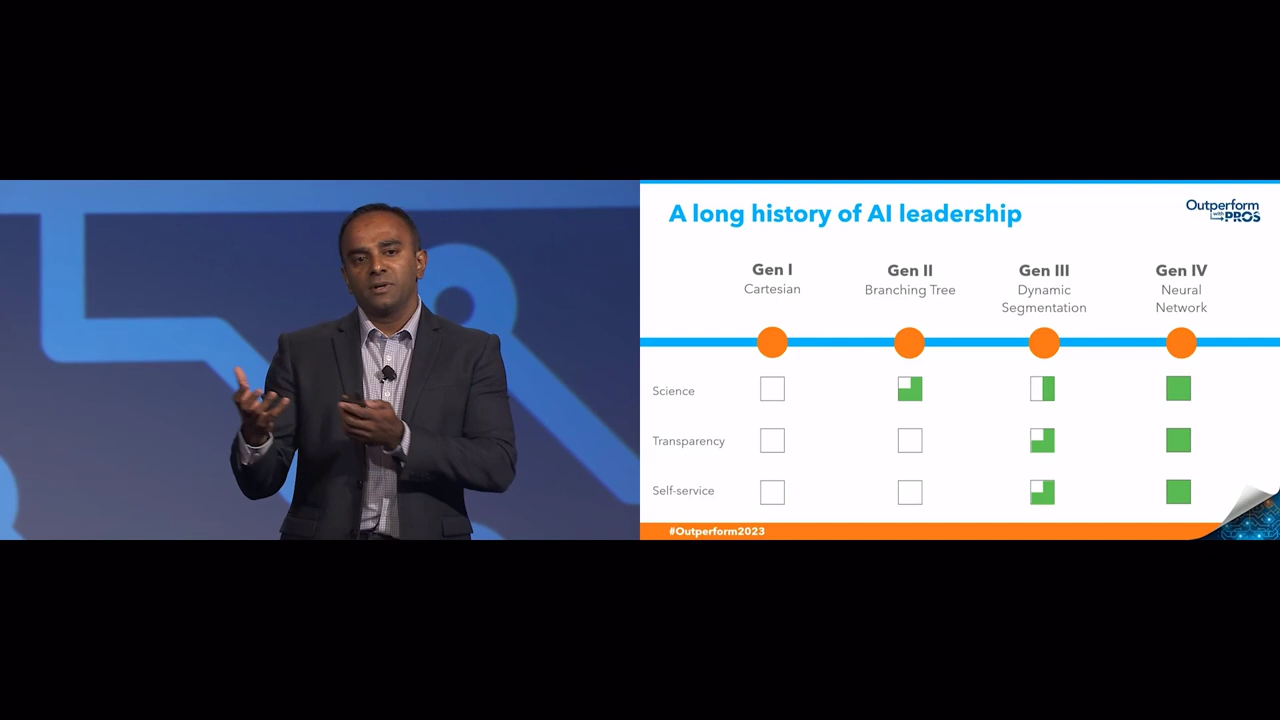 A long history of AI leadership
Outperform
with PROS
Gen I
Cartesian
Gen II
Branching Tree
Gen III
Dynamic
Segmentation
Gen IV
Neural
Network
Science
Transparency
Self-service
#Outperform2023